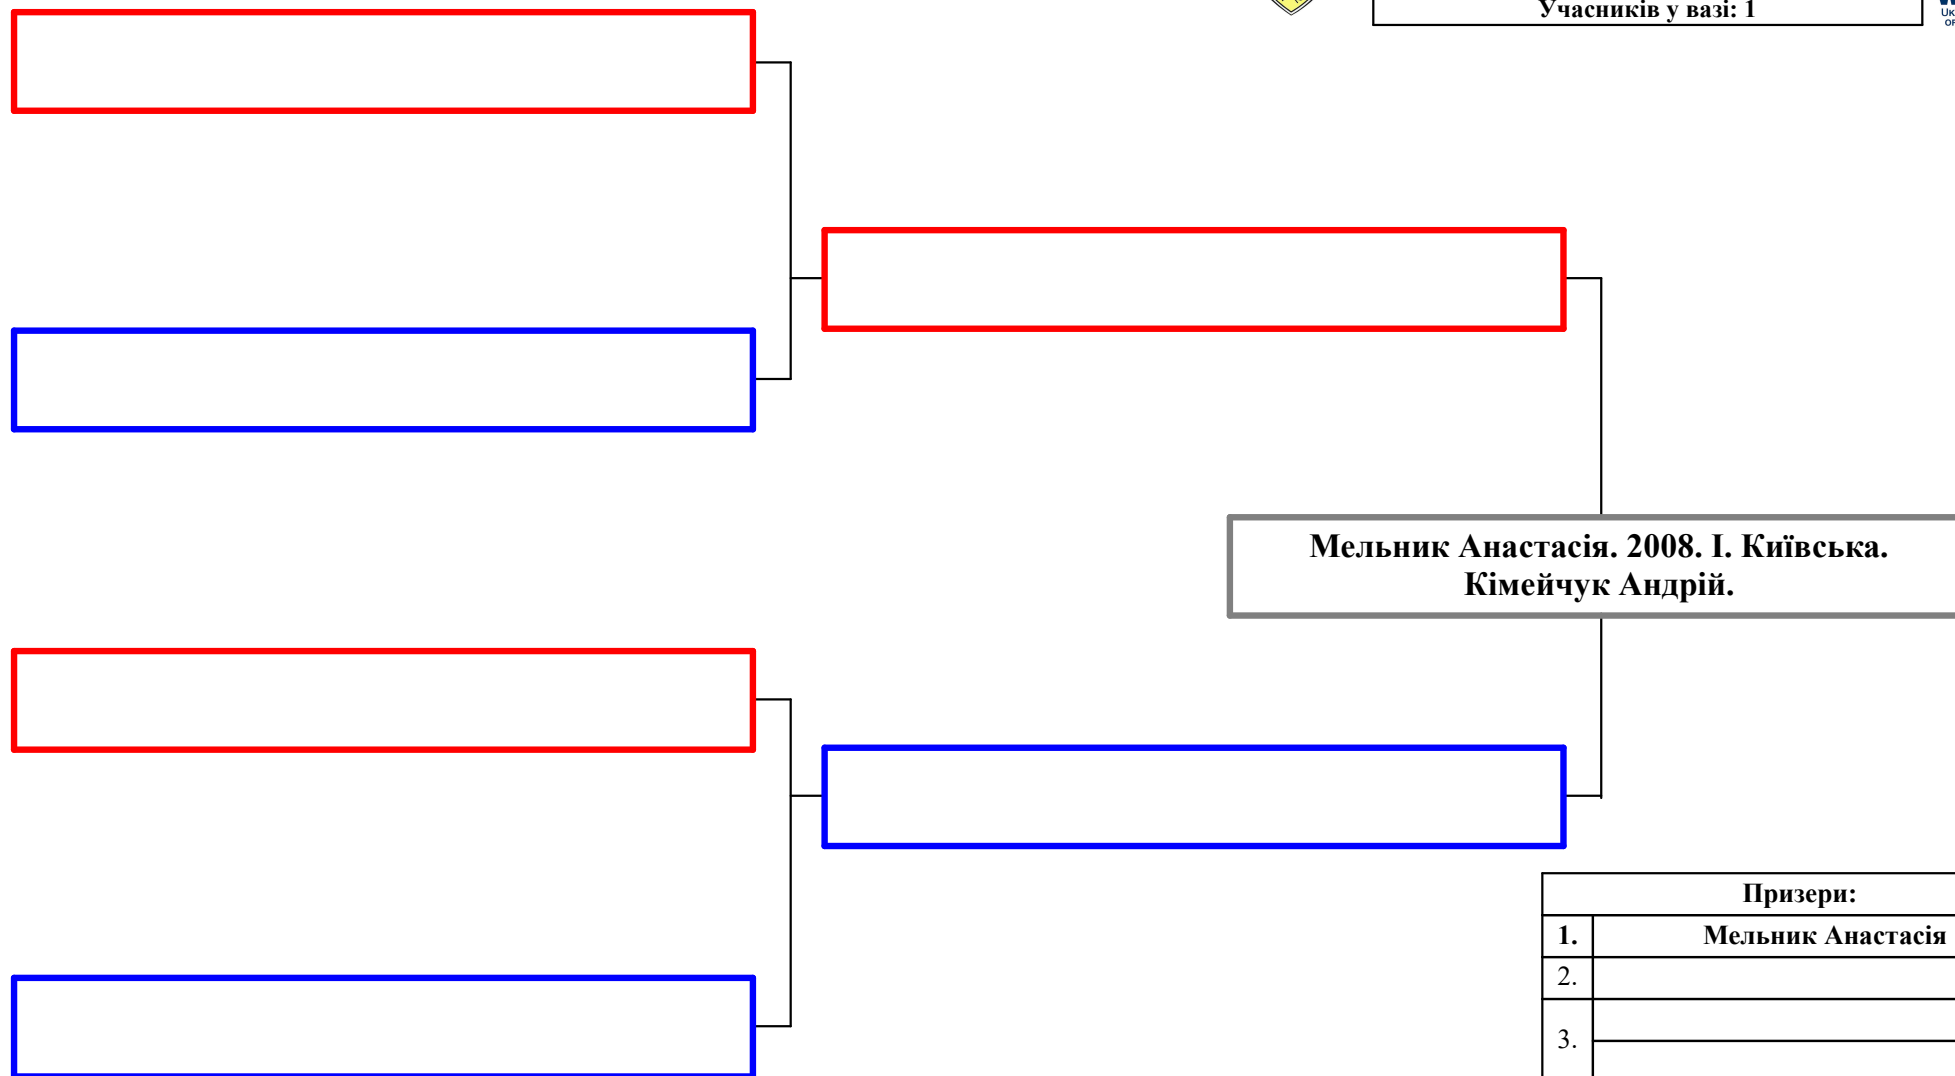 Учасників у вазі: 1
Мельник Анастасія. 2008. І. Київська.
Кімейчук Андрій.
Призери:
1. Мельник Анастасія
2.
3.